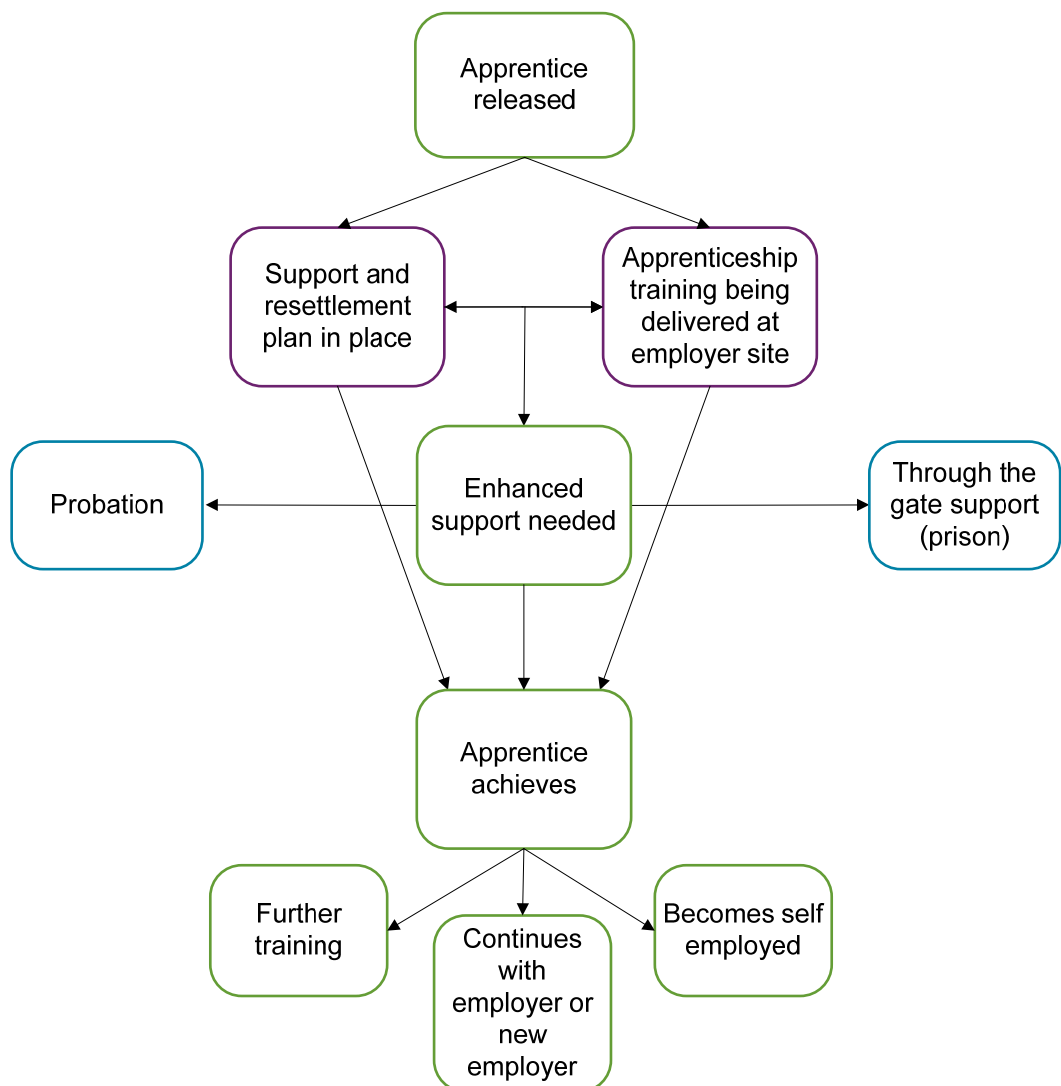 Apprentice
released
Support and
resettlement
plan in place
Apprenticeship
training being
delivered at
employer site
Probation
Enhanced
support needed
Through the
gate support
(prison)
Apprentice
achieves
Further
training
Continues
with
employer or
new
employer
Becomes self
employed